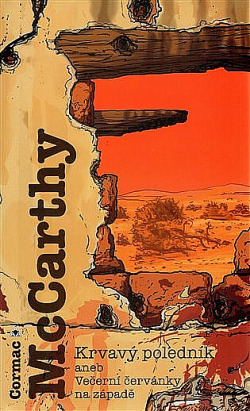 Cormac
McCarthy
Krvavý poledník
aneb
Večerní červánky
na západě